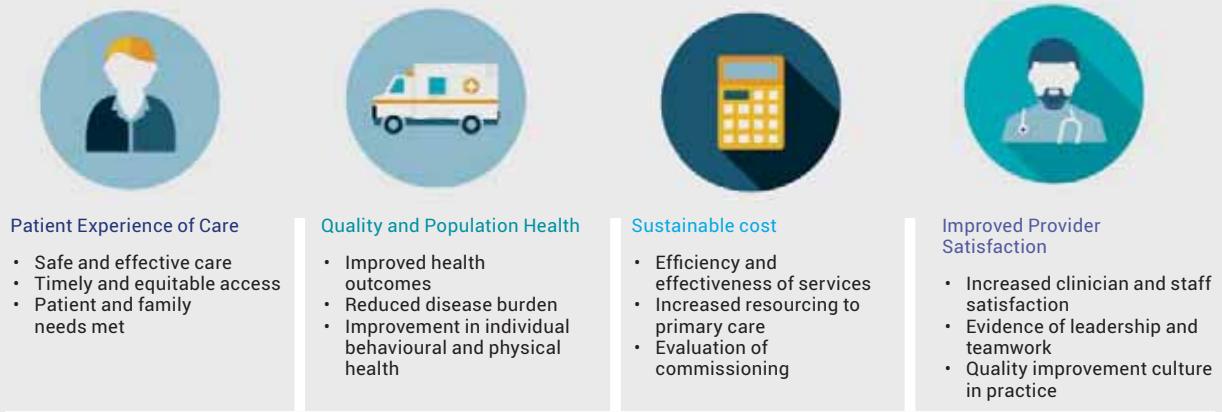 Patient Experience of Care
• Safe and effective care
• Timely and equitable access
• Patient and family
needs met
Quality and Population Health
• Improved health
outcomes
• Reduced disease burden
• Improvement in individual
behavioural and physical
health
Sustainable cost
• Efficiency and
effectiveness of services
• Increased resourcing to
primary care
• Evaluation of
commissioning
Improved Provider
Satisfaction
• Increased clinician and staff
satisfaction
• Evidence of leadership and
teamwork
• Quality improvement culture
in practice